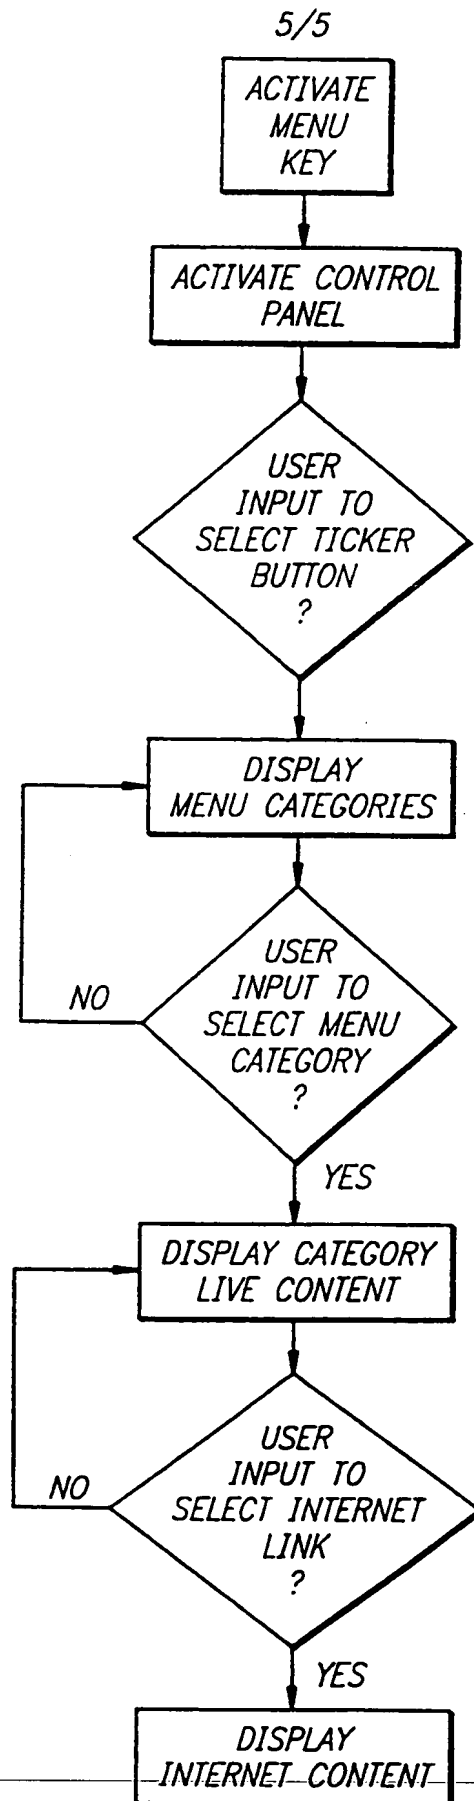 5/5
ACTIVATE
MENU
KEY
ACTIVATE CONTROL
PANEL
USER
INPUT TO
SELECT TICKER
BUTTON
?
DISPLAY
MENU CATEGORIES
USER
INPUT TO
SELECT MENU
CATEGORY
?
NO
YES
DISPLAY CATEGORY
LIVE CONTENT
USER
INPUT TO
SELECT INTERNET
LINK
?
NO
YES
DISPLAY
INTERNET CONTENT